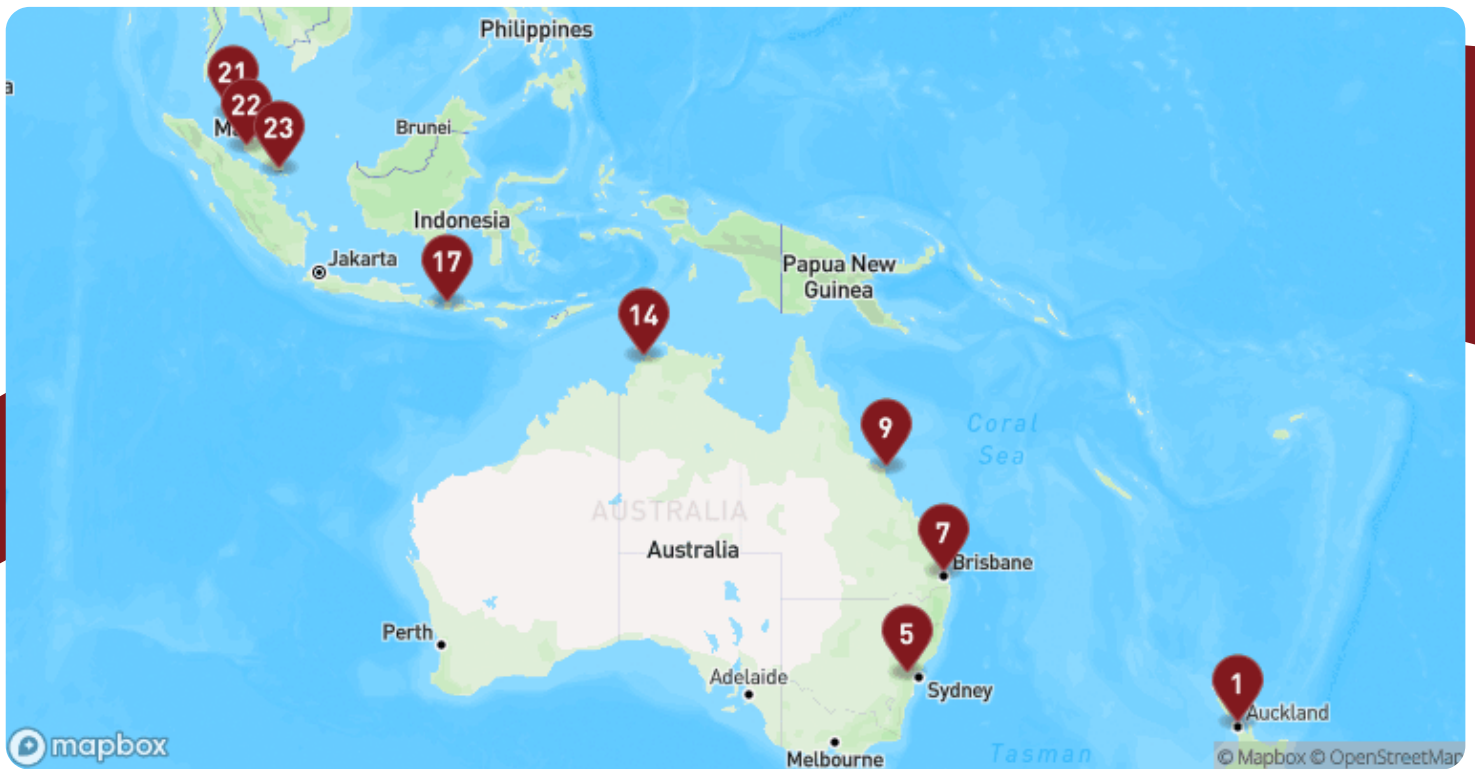 Philippines
21
22
23
Brunei
Indonesia
Jakarta
17
Papua New
Guinea
14
9
Coral
Sea
AUSTRALIA
Australia
7
Brisbane
Perth
5
Adelaide
Sydney
1
Auckland
Melbourne
Tasman
mapbox
© Mapbox © OpenStreetMap